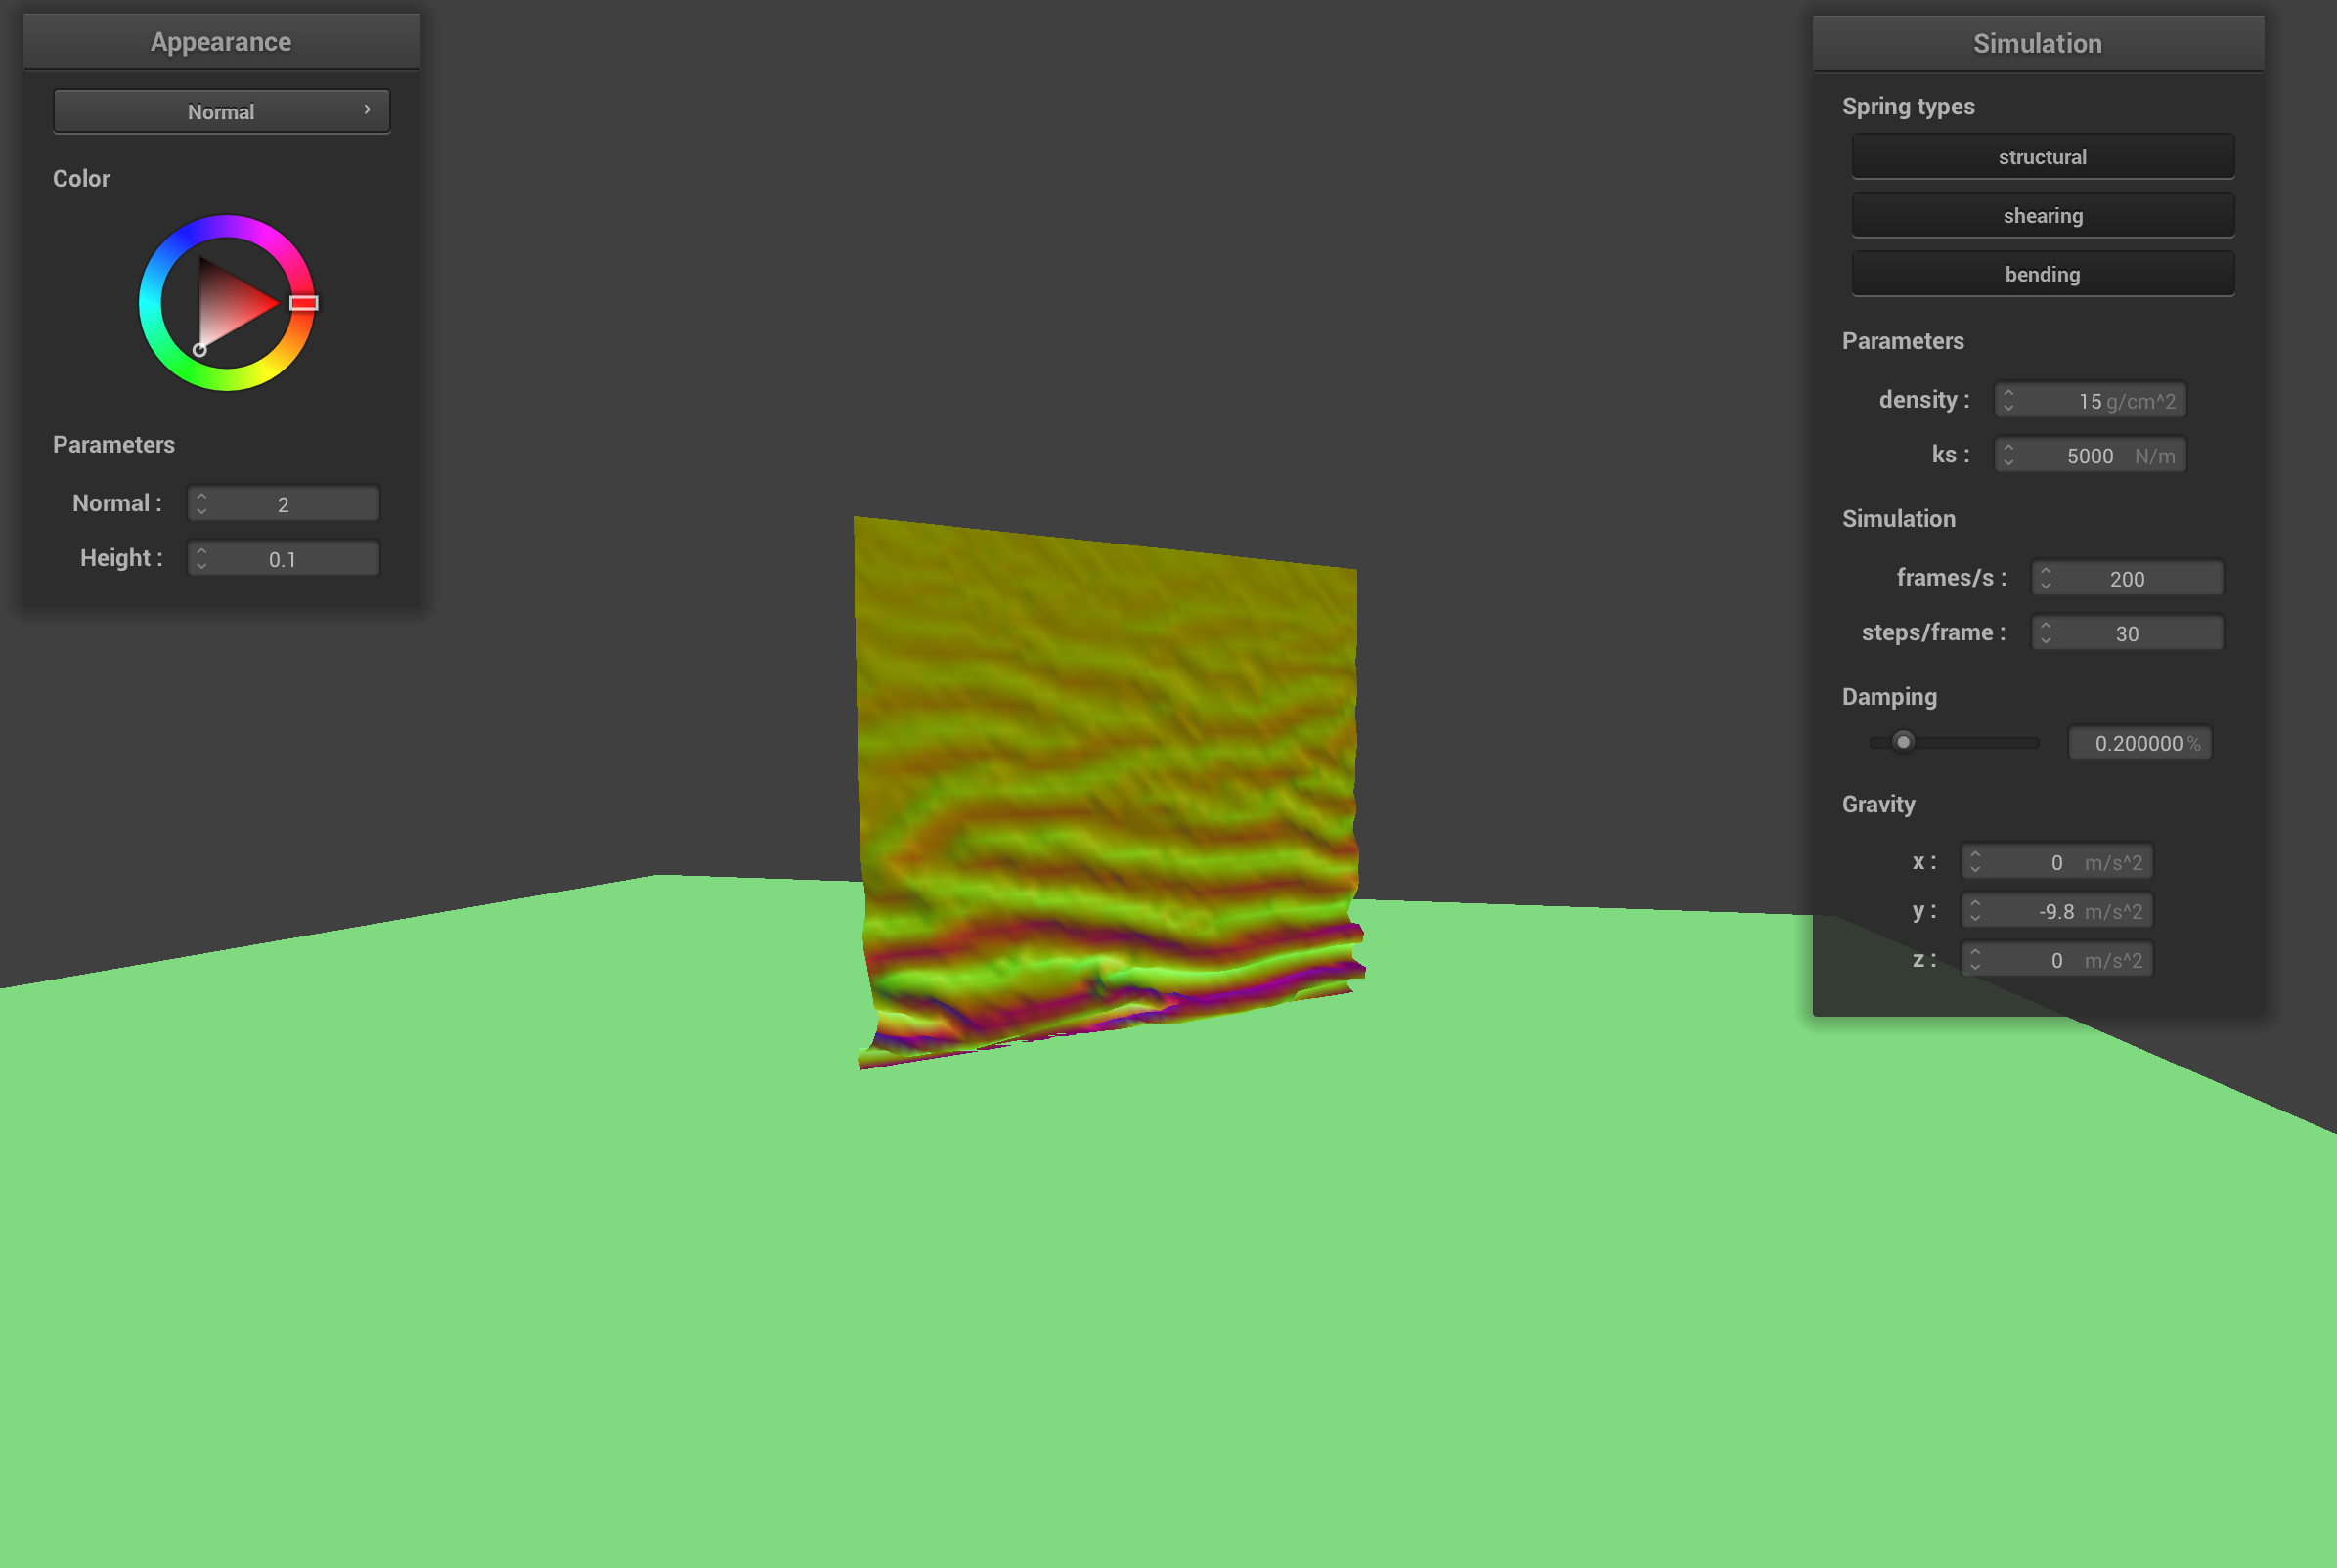 Appearance
Normal
Color
Parameters
Normal : 2
Height : 0.1
Simulation
Spring types
structural
shearing
bending
Parameters
density : 15 g/cm^2
ks : 5000 N/m
Simulation
frames/s : 200
steps/frame : 30
Damping
0.200000 %
Gravity
x : 0 m/s^2
y : -9.8 m/s^2
z : 0 m/s^2